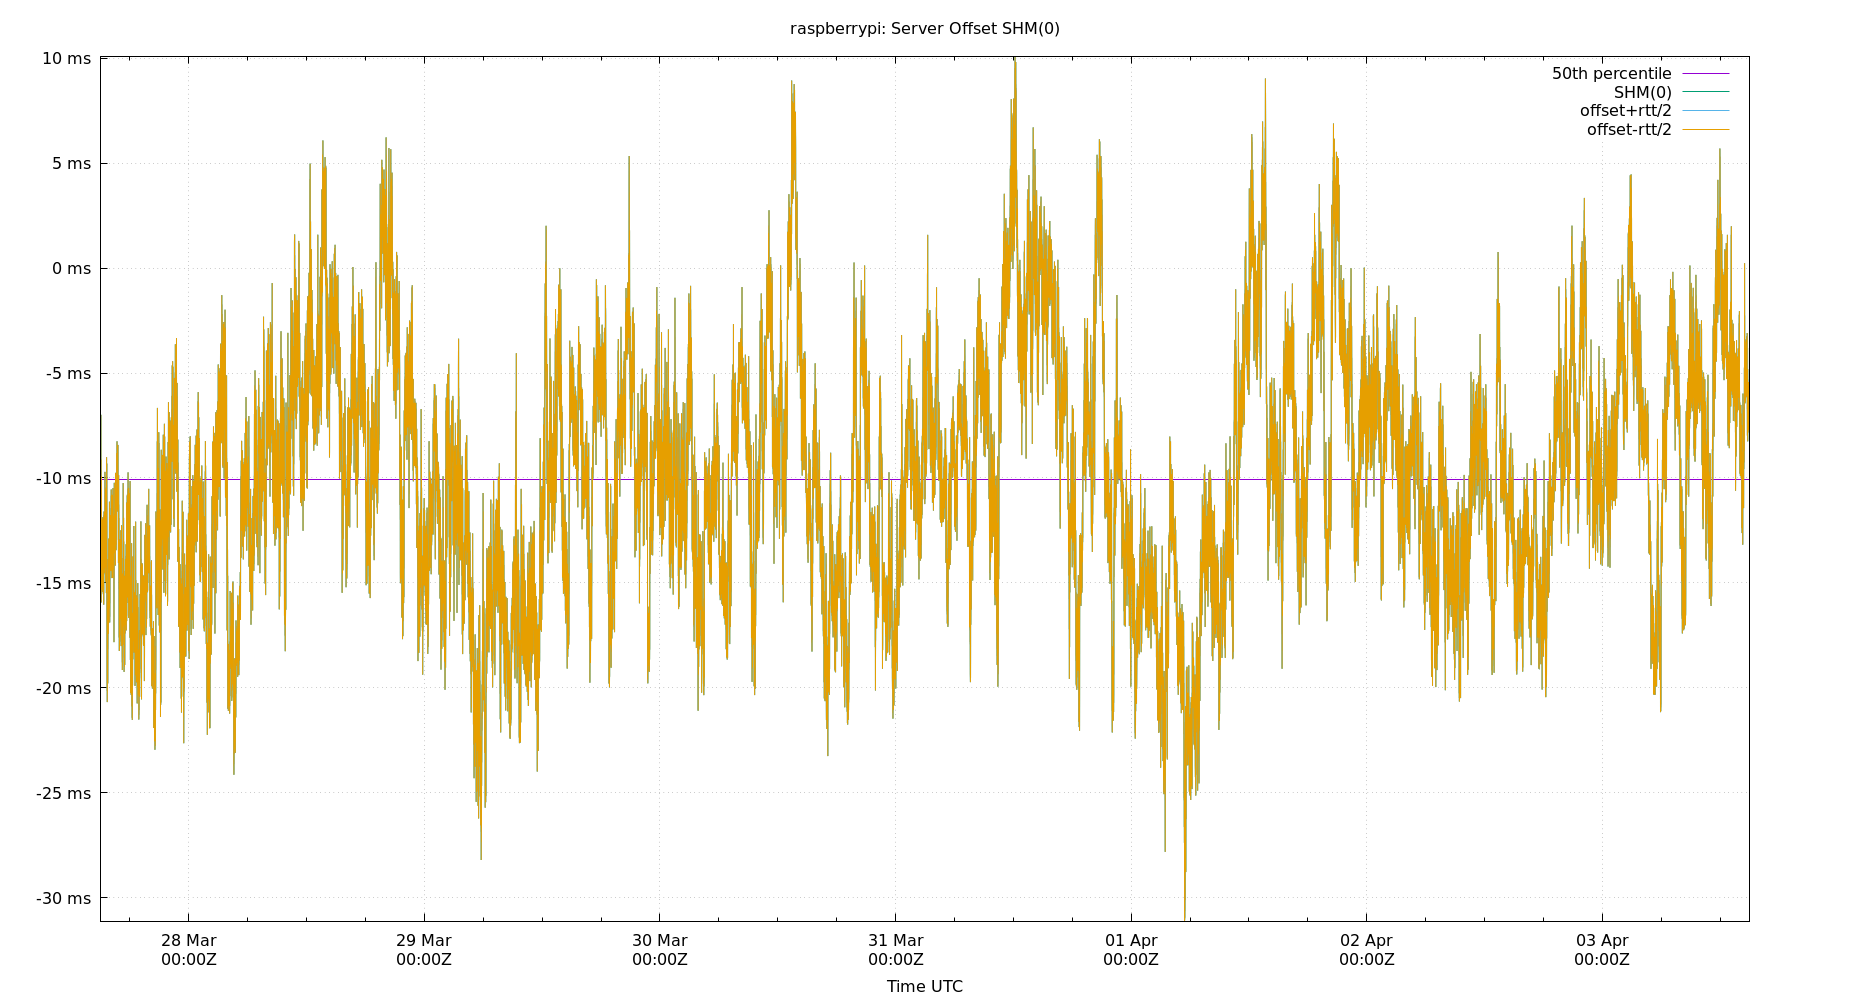 raspberrypi: Server Offset SHM(0)
10 ms
5 ms
0 ms
-5 ms
-10 ms
-15 ms
-20 ms
-25 ms
-30 ms
50th percentile
SHM(0)
offset+rtt/2
offset-rtt/2
28 Mar
00:00Z
29 Mar
00:00Z
30 Mar
00:00Z
31 Mar
00:00Z
01 Apr
00:00Z
02 Apr
00:00Z
03 Apr
00:00Z
Time UTC